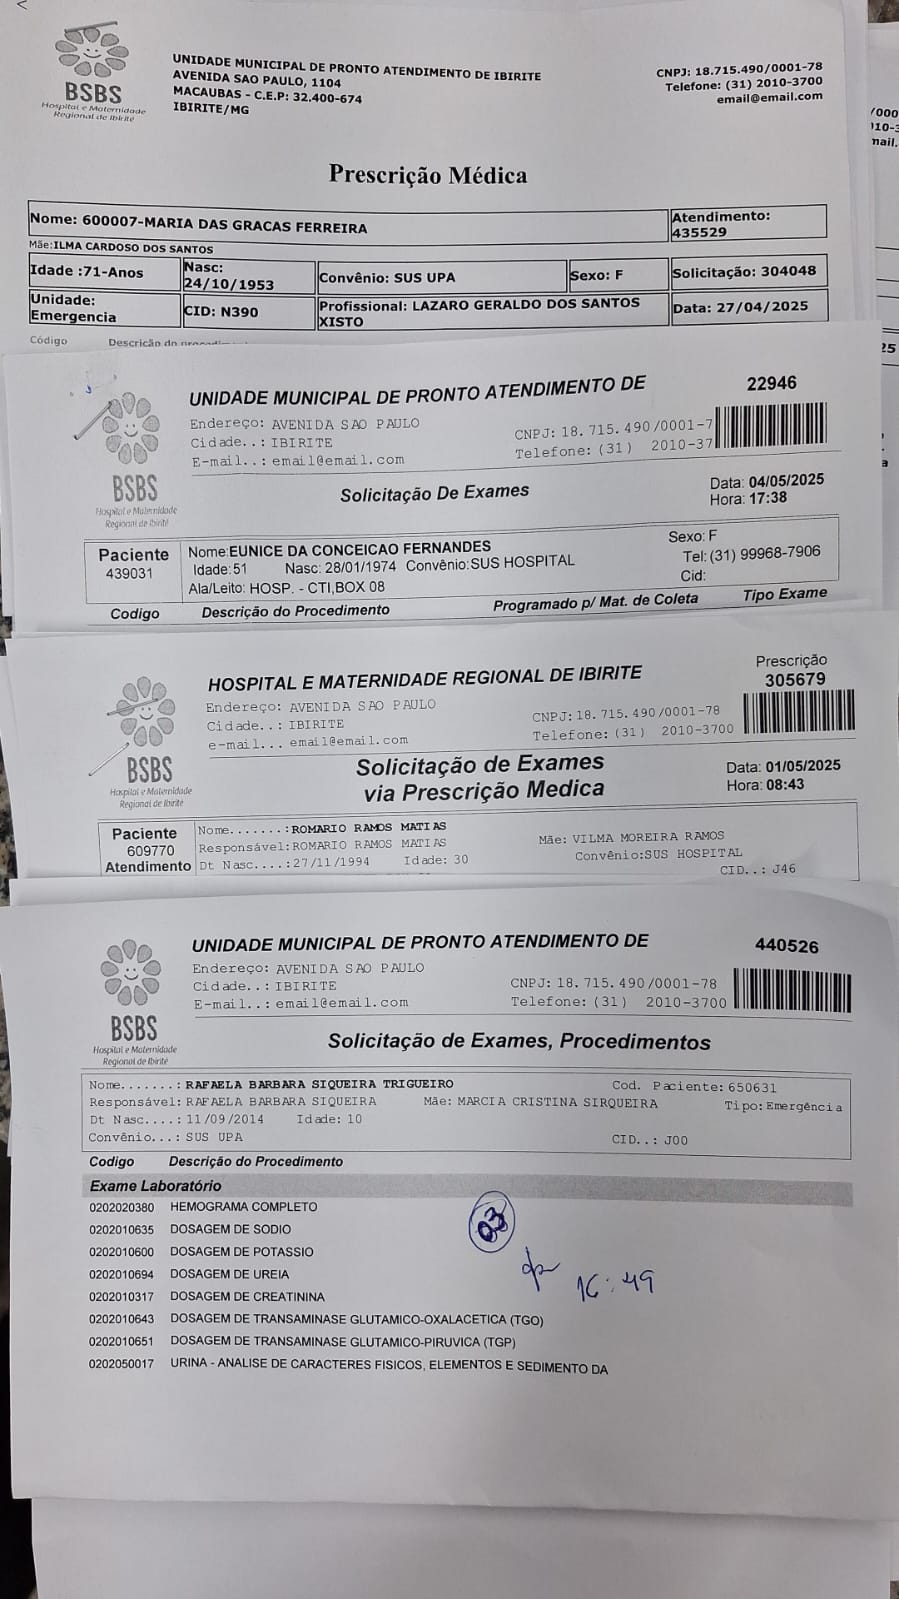 BSBS
Hospital e Maternidade
Regional de Ibirite
UNIDADE MUNICIPAL DE PRONTO ATENDIMENTO DE IBIRITE
AVENIDA SAO PAULO, 1104
MACAUBAS - C.E.P: 32.400-674
IBIRITE/MG
CNPJ: 18.715.490/0001-78
Telefone: (31) 2010-3700
email@email.com
Prescrição Médica
Nome: 600007-MARIA DAS GRACAS FERREIRA
Atendimento: 435529
Mãe:ILMA CARDOSO DOS SANTOS
Idade :71-Anos
Nasc: 24/10/1953
Convênio: SUS UPA
Sexo: F
Solicitação: 304048
Unidade: Emergencia
CID: N390
Profissional: LAZARO GERALDO DOS SANTOS XISTO
Data: 27/04/2025
Código
Descrição do
BSBS
Hospital e Maternidade
Regional de Ibirité
UNIDADE MUNICIPAL DE PRONTO ATENDIMENTO DE
22946
Endereço: AVENIDA SAO PAULO
Cidade..: IBIRITE
E-mail..: email@email.com
CNPJ: 18.715.490/0001-7
Telefone: (31) 2010-37
Solicitação De Exames
Data: 04/05/2025
Hora: 17:38
Paciente
439031
Nome:EUNICE DA CONCEICAO FERNANDES
Sexo: F
Idade:51 Nasc: 28/01/1974 Convênio:SUS HOSPITAL
Tel:(31) 99968-7906
Ala/Leito: HOSP. - CTI,BOX 08
Cid:
Codigo Descrição do Procedimento Programado p/ Mat. de Coleta Tipo Exame
BSBS
Hospital e Maternidade
Regional de Ibirité
HOSPITAL E MATERNIDADE REGIONAL DE IBIRITE
Prescrição
305679
Endereço: AVENIDA SAO PAULO
Cidade..: IBIRITE
e-mail... email@email.com
CNPJ: 18.715.490/0001-78
Telefone: (31) 2010-3700
Solicitação de Exames
via Prescrição Medica
Data: 01/05/2025
Hora: 08:43
Paciente
609770
Atendimento
Nome.......:ROMARIO RAMOS MATIAS
Responsável:ROMARIO RAMOS MATIAS
Dt Nasc....:27/11/1994 Idade: 30
Mãe: VILMA MOREIRA RAMOS
Convênio:SUS HOSPITAL
CID..: J46
BSBS
Hospital e Maternidade
Regional de Ibirité
UNIDADE MUNICIPAL DE PRONTO ATENDIMENTO DE
440526
Endereço: AVENIDA SAO PAULO
Cidade..: IBIRITE
E-mail..: email@email.com
CNPJ: 18.715.490/0001-78
Telefone: (31) 2010-3700
Solicitação de Exames, Procedimentos
Nome.......: RAFAELA BARBARA SIQUEIRA TRIGUEIRO Cod. Paciente: 650631
Responsável: RAFAELA BARBARA SIQUEIRA Mãe: MARCIA CRISTINA SIRQUEIRA Tipo: Emergência
Dt Nasc....: 11/09/2014 Idade: 10
Convênio...: SUS UPA CID..: J00
Codigo Descrição do Procedimento
Exame Laboratório
0202020380 HEMOGRAMA COMPLETO
0202010635 DOSAGEM DE SODIO
0202010600 DOSAGEM DE POTASSIO
0202010694 DOSAGEM DE UREIA
0202010317 DOSAGEM DE CREATININA
0202010643 DOSAGEM DE TRANSAMINASE GLUTAMICO-OXALACETICA (TGO)
0202010651 DOSAGEM DE TRANSAMINASE GLUTAMICO-PIRUVICA (TGP)
0202050017 URINA - ANALISE DE CARACTERES FISICOS, ELEMENTOS E SEDIMENTO DA
03
16:49